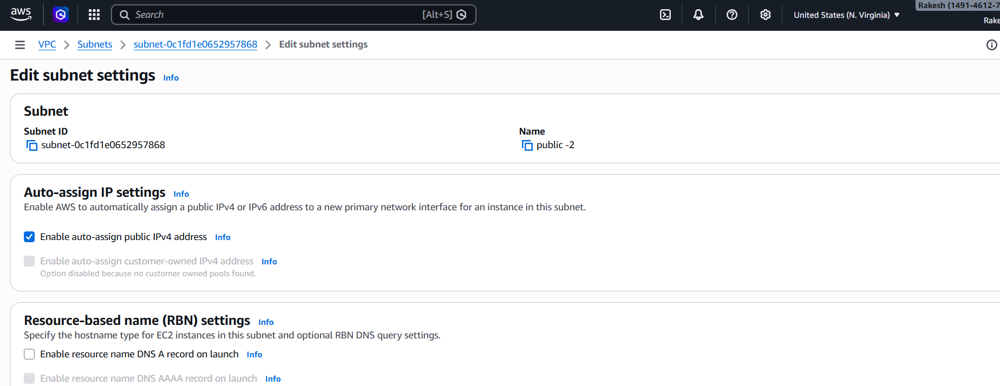 aws
Search [Alt+S]
United States (N. Virginia)
Rakesh (1491-4612-7
Rake
VPC > Subnets > subnet-0c1fd1e0652957868 > Edit subnet settings
Edit subnet settings Info
Subnet
Subnet ID
subnet-0c1fd1e0652957868
Name
public -2
Auto-assign IP settings Info
Enable AWS to automatically assign a public IPv4 or IPv6 address to a new primary network interface for an instance in this subnet.
Enable auto-assign public IPv4 address Info
Enable auto-assign customer-owned IPv4 address Info
Option disabled because no customer owned pools found.
Resource-based name (RBN) settings Info
Specify the hostname type for EC2 instances in this subnet and optional RBN DNS query settings.
Enable resource name DNS A record on launch Info
Enable resource name DNS AAAA record on launch Info